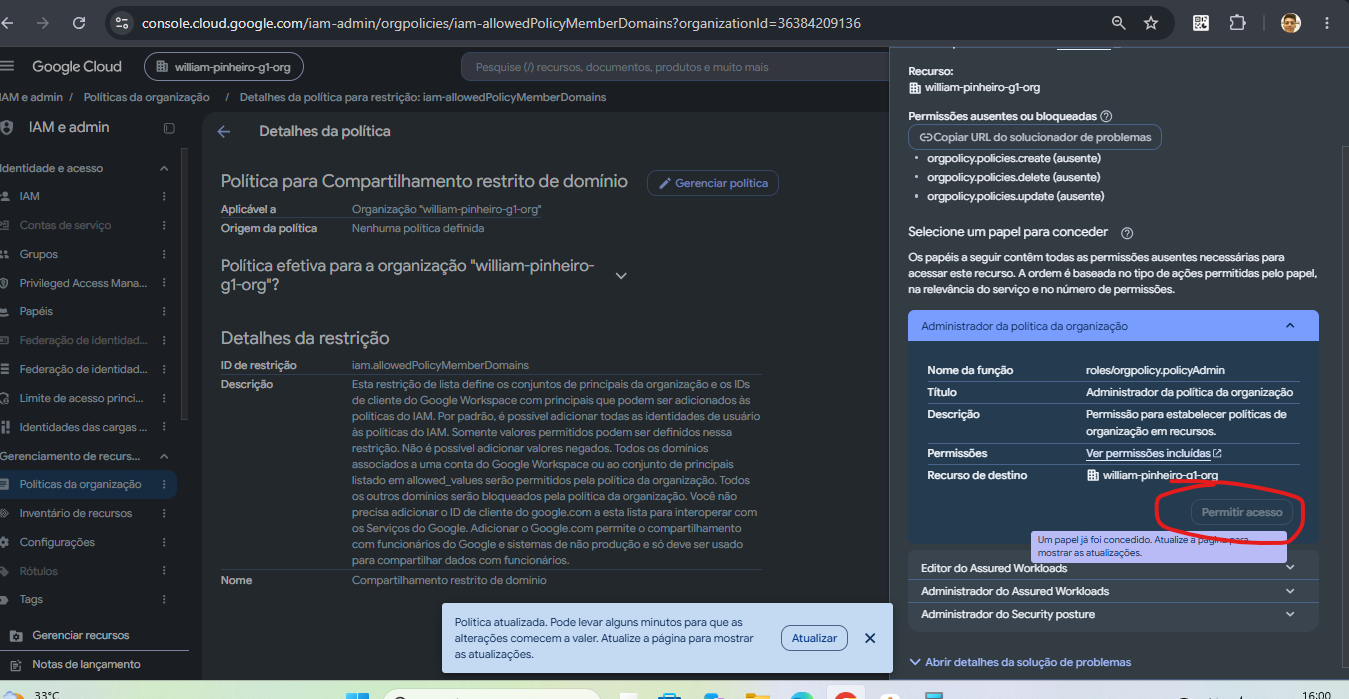 console.cloud.google.com/iam-admin/orgpolicies/iam-allowedPolicyMemberDomains?organizationId=36384209136
Google Cloud
william-pinheiro-g1-org
Pesquise (/) recursos, documentos, produtos e muito mais
IAM e admin / Políticas da organização / Detalhes da política para restrição: iam-allowedPolicyMemberDomains
IAM e admin
Identidade e acesso
IAM
Contas de serviço
Grupos
Privileged Access Mana...
Papéis
Federação de identidad...
Federação de identidad...
Limite de acesso princi...
Identidades das cargas ...
Gerenciamento de recurs...
Políticas da organização
Inventário de recursos
Configurações
Rótulos
Tags
Gerenciar recursos
Notas de lançamento
Detalhes da política
Política para Compartilhamento restrito de domínio
Gerenciar política
Aplicável a Organização "william-pinheiro-g1-org"
Origem da política Nenhuma política definida
Política efetiva para a organização "william-pinheiro-
g1-org"?
Detalhes da restrição
ID de restrição iam.allowedPolicyMemberDomains
Descrição Esta restrição de lista define os conjuntos de principais da organização e os IDs
de cliente do Google Workspace com principais que podem ser adicionados às
políticas do IAM. Por padrão, é possível adicionar todas as identidades de usuário
às políticas do IAM. Somente valores permitidos podem ser definidos nessa
restrição. Não é possível adicionar valores negados. Todos os domínios
associados a uma conta do Google Workspace ou ao conjunto de principais
listado em allowed_values serão permitidos pela política da organização. Todos
os outros domínios serão bloqueados pela política da organização. Você não
precisa adicionar o ID de cliente do google.com a esta lista para interoperar com
os Serviços do Google. Adicionar o Google.com permite o compartilhamento
com funcionários do Google e sistemas de não produção e só deve ser usado
para compartilhar dados com funcionários.
Nome Compartilhamento restrito de domínio
Política atualizada. Pode levar alguns minutos para que as
alterações comecem a valer. Atualize a página para mostrar
as atualizações.
Atualizar
Recurso:
william-pinheiro-g1-org
Permissões ausentes ou bloqueadas
Copiar URL do solucionador de problemas
• orgpolicy.policies.create (ausente)
• orgpolicy.policies.delete (ausente)
• orgpolicy.policies.update (ausente)
Selecione um papel para conceder
Os papéis a seguir contêm todas as permissões ausentes necessárias para
acessar este recurso. A ordem é baseada no tipo de ações permitidas pelo papel,
na relevância do serviço e no número de permissões.
Administrador da política da organização
Nome da função roles/orgpolicy.policyAdmin
Título Administrador da política da organização
Descrição Permissão para estabelecer políticas de
organização em recursos.
Permissões Ver permissões incluídas
Recurso de destino william-pinheiro-g1-org
Permitir acesso
Um papel já foi concedido. Atualize a página para
mostrar as atualizações.
Editor do Assured Workloads
Administrador do Assured Workloads
Administrador do Security posture
Abrir detalhes da solução de problemas
33°C
16:00